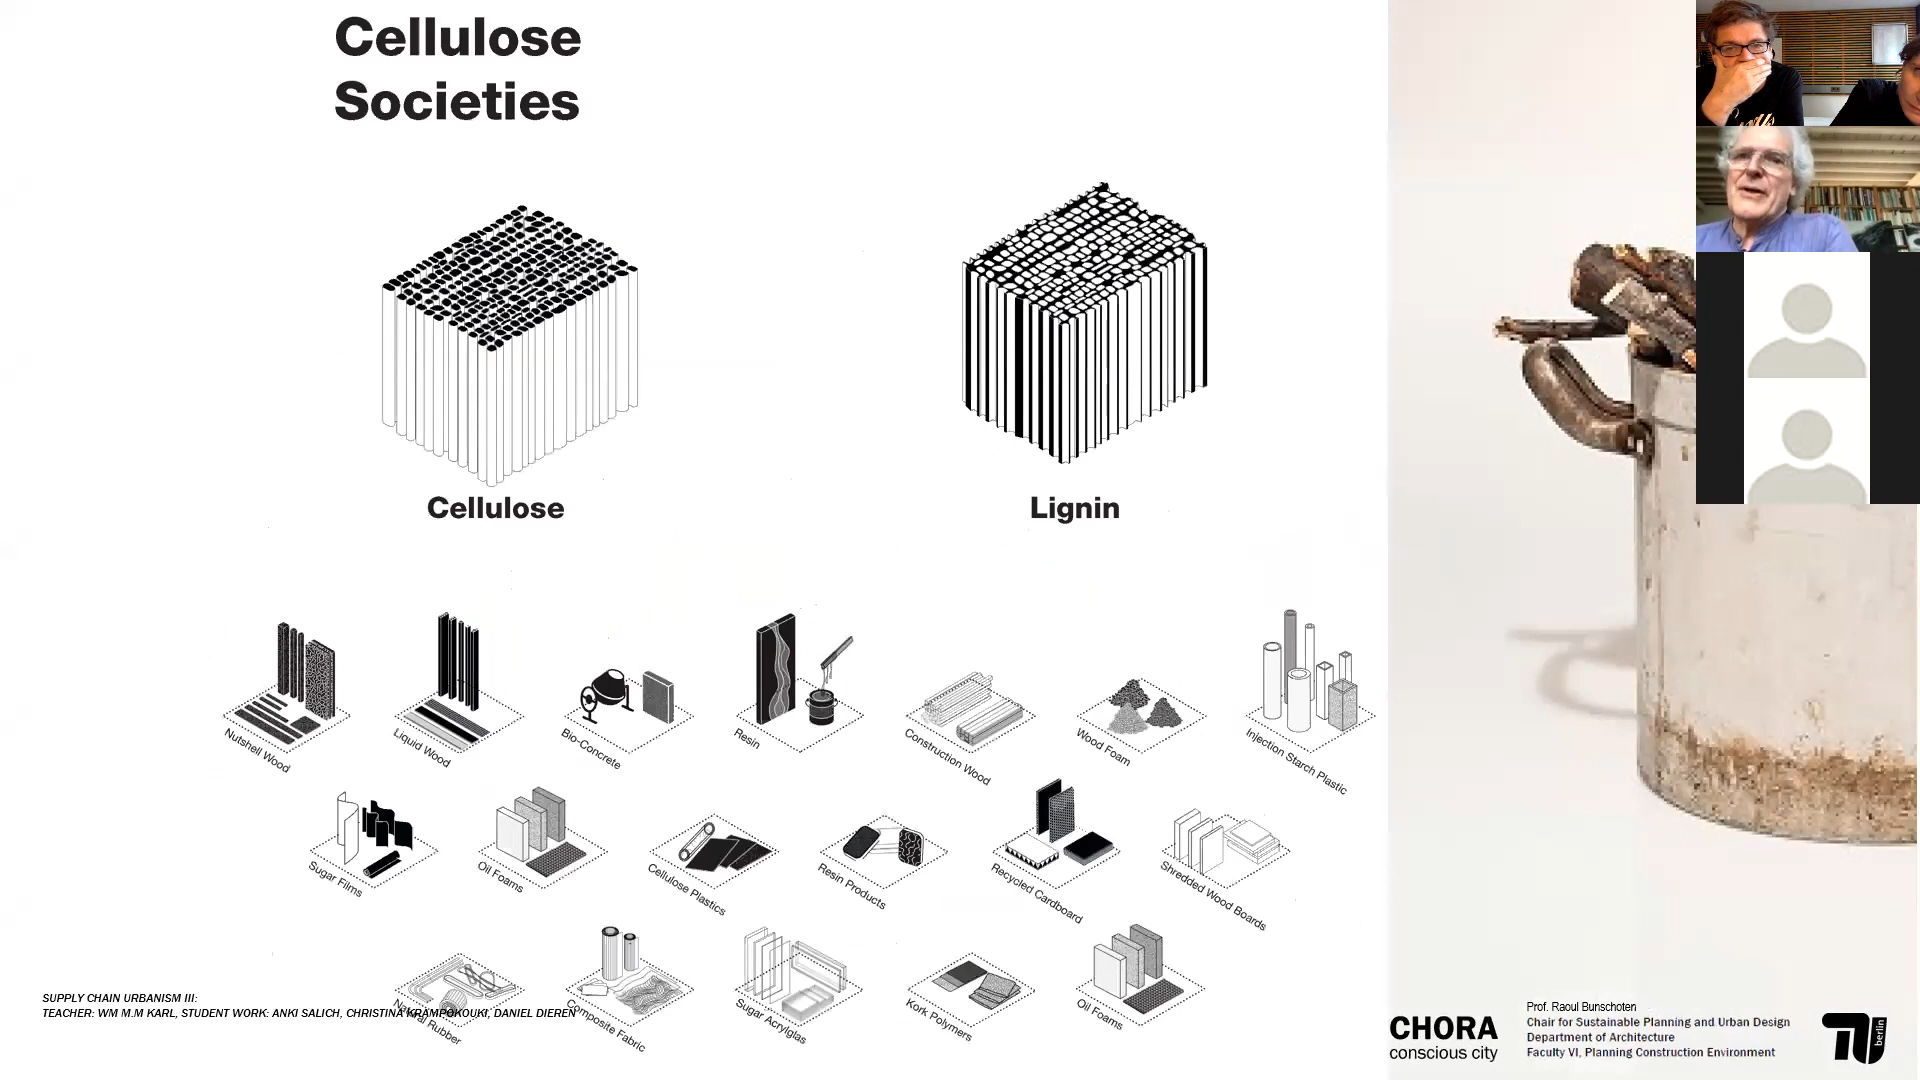 Cellulose
Societies
Cellulose
Lignin
Nutshell Wood
Liquid Wood
Bio-Concrete
Resin
Construction Wood
Wood Foam
Injection Starch Plastic
Sugar Films
Oil Foams
Cellulose Plastics
Resin Products
Recycled Cardboard
Shredded Wood Boards
Natural Rubber
Composite Fabric
Sugar Acrylglas
Kork Polymers
Oil Foams
SUPPLY CHAIN URBANISM III:
TEACHER: WM M.M KARL, STUDENT WORK: ANKI SALICH, CHRISTINA KRAMPOKOUKI, DANIEL DIEREN
CHORA
conscious city
Prof. Raoul Bunschoten
Chair for Sustainable Planning and Urban Design
Department of Architecture
Faculty VI, Planning Construction Environment
berlin